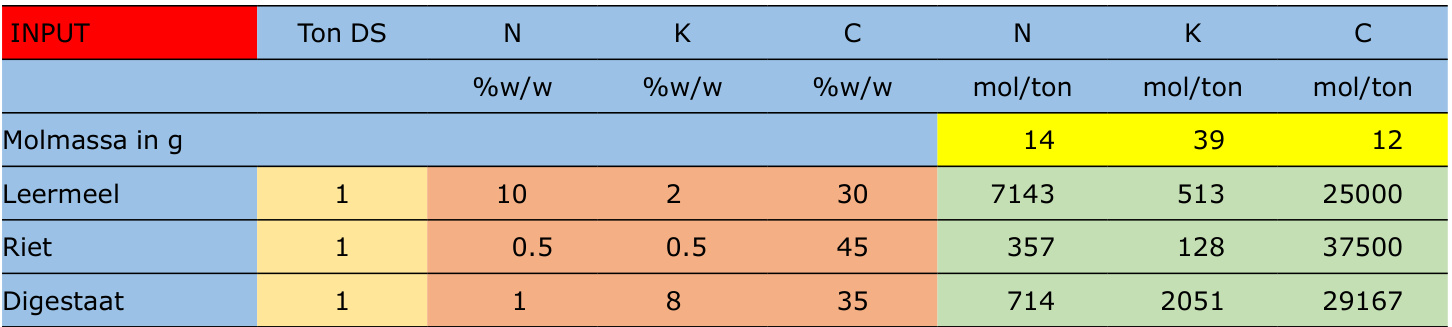 INPUT Ton DS N K C N K C
%w/w %w/w %w/w mol/ton mol/ton mol/ton
Molmassa in g 14 39 12
Leermeel 1 10 2 30 7143 513 25000
Riet 1 0.5 0.5 45 357 128 37500
Digestaat 1 1 8 35 714 2051 29167